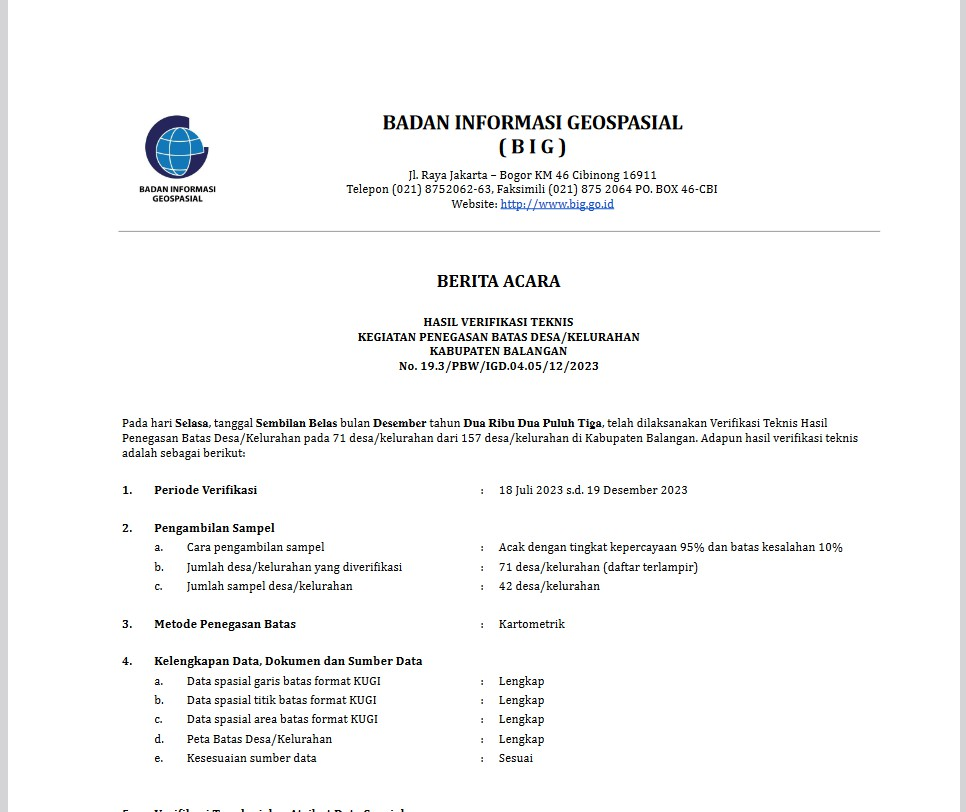 BADAN INFORMASI GEOSPASIAL
( B I G )
Jl. Raya Jakarta – Bogor KM 46 Cibinong 16911
Telepon (021) 8752062-63, Faksimili (021) 875 2064 PO. BOX 46-CBI
Website: http://www.big.go.id
BADAN INFORMASI
GEOSPASIAL
BERITA ACARA
HASIL VERIFIKASI TEKNIS
KEGIATAN PENEGASAN BATAS DESA/KELURAHAN
KABUPATEN BALANGAN
No. 19.3/PBW/IGD.04.05/12/2023
Pada hari Selasa, tanggal Sembilan Belas bulan Desember tahun Dua Ribu Dua Puluh Tiga, telah dilaksanakan Verifikasi Teknis Hasil
Penegasan Batas Desa/Kelurahan pada 71 desa/kelurahan dari 157 desa/kelurahan di Kabupaten Balangan. Adapun hasil verifikasi teknis
adalah sebagai berikut:
1. Periode Verifikasi : 18 Juli 2023 s.d. 19 Desember 2023
2. Pengambilan Sampel
a. Cara pengambilan sampel : Acak dengan tingkat kepercayaan 95% dan batas kesalahan 10%
b. Jumlah desa/kelurahan yang diverifikasi : 71 desa/kelurahan (daftar terlampir)
c. Jumlah sampel desa/kelurahan : 42 desa/kelurahan
3. Metode Penegasan Batas : Kartometrik
4. Kelengkapan Data, Dokumen dan Sumber Data
a. Data spasial garis batas format KUGI : Lengkap
b. Data spasial titik batas format KUGI : Lengkap
c. Data spasial area batas format KUGI : Lengkap
d. Peta Batas Desa/Kelurahan : Lengkap
e. Kesesuaian sumber data : Sesuai